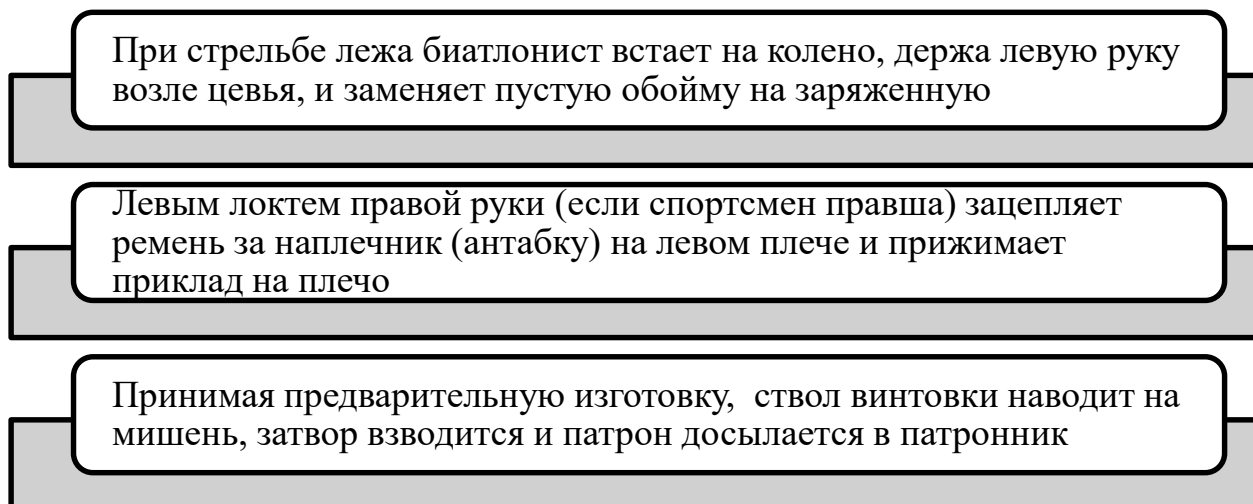 При стрельбе лежа биатлонист встает на колено, держа левую руку
возле цевья, и заменяет пустую обойму на заряженную
Левым локтем правой руки (если спортсмен правша) зацепляет
ремень за наплечник (антабку) на левом плече и прижимает
приклад на плечо
Принимая предварительную изготовку, ствол винтовки наводит на
мишень, затвор взводится и патрон досылается в патронник